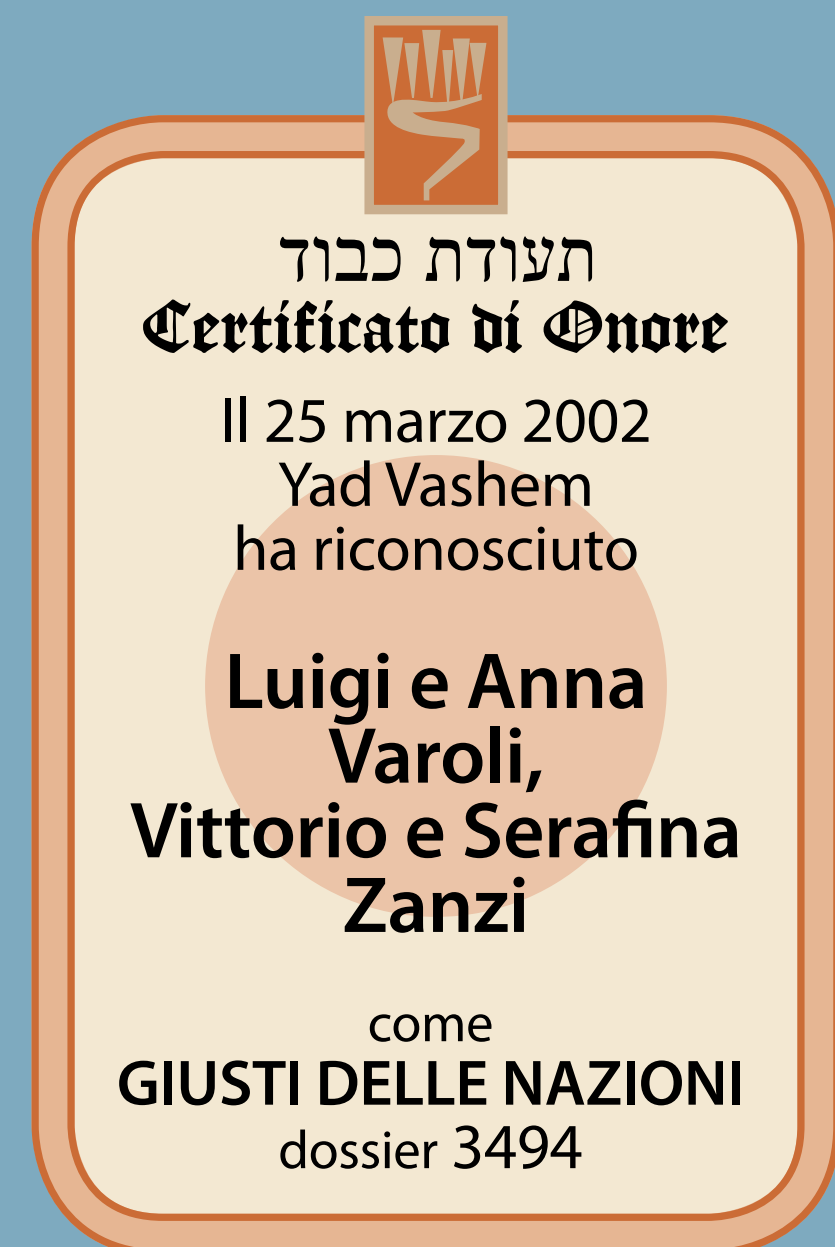 תעודת כבוד
Certificato di Onore
Il 25 marzo 2002
Yad Vashem
ha riconosciuto
Luigi e Anna
Varoli,
Vittorio e Serafina
Zanzi
come
GIUSTI DELLE NAZIONI
dossier 3494